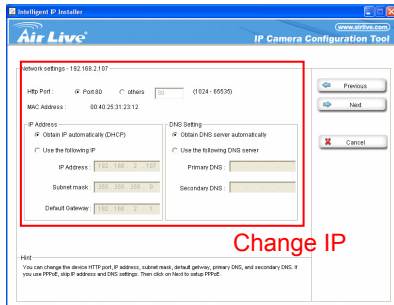 Intelligent IP Installer
Air Live
www.airlive.com
IP Camera Configuration Tool
Network settings - 192.168.2.107
Http Port : Port 80 others 80 (1024 - 65535)
MAC Address : 00:40:25:31:23:12
IP Address
Obtain IP automatically (DHCP)
Use the following IP
IP Address : 192 . 168 . 2 . 107
Subnet mask : 255 . 255 . 255 . 0
Default Gateway : 192 . 168 . 2 . 1
DNS Setting
Obtain DNS server automatically
Use the following DNS server
Primary DNS :
Secondary DNS :
Previous
Next
Cancel
Change IP
Hint
You can change the device HTTP port, IP address, subnet mask, default getway, primary DNS, and secondary DNS. If
you use PPPoE, skip IP address and DNS settings. Then click on Next to setup PPPoE.